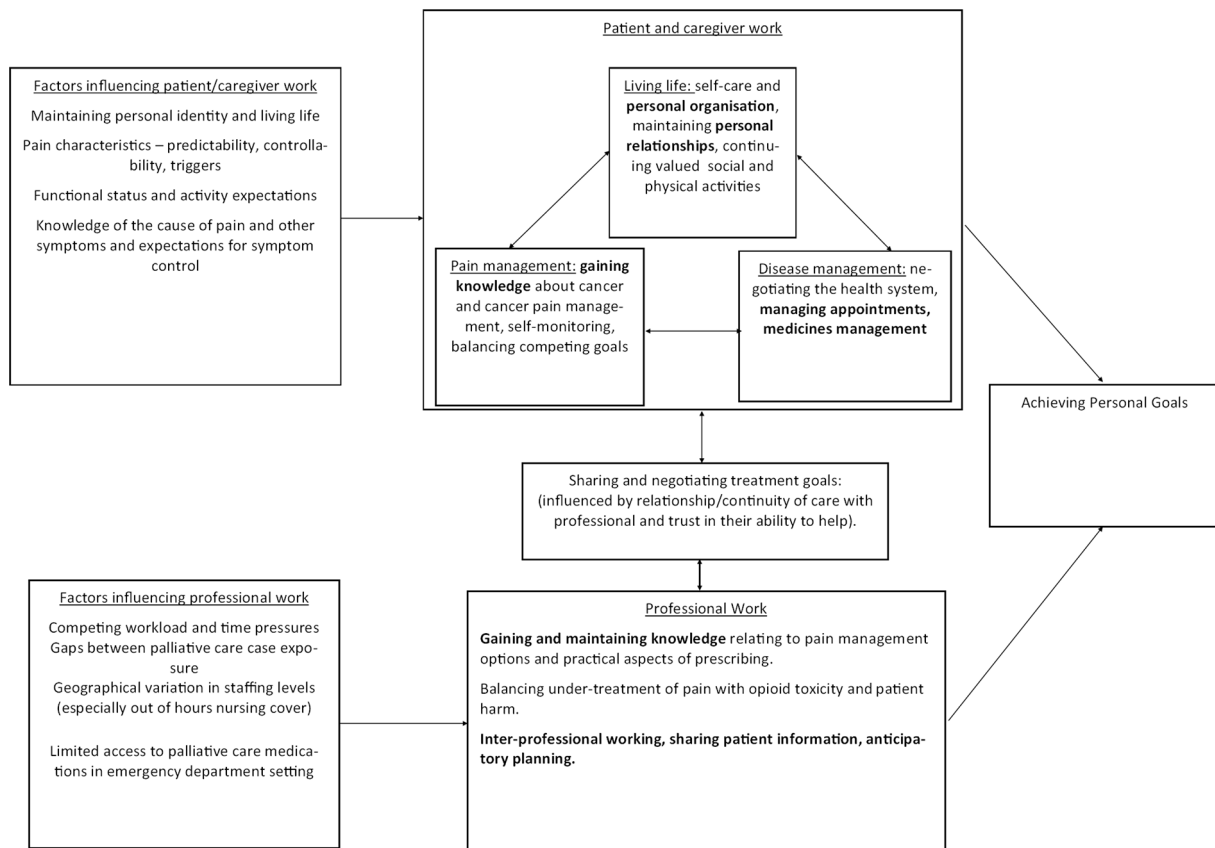 Patient and caregiver work
Factors influencing patient/caregiver work
Maintaining personal identity and living life
Pain characteristics – predictability, controlla-
bility, triggers
Functional status and activity expectations
Knowledge of the cause of pain and other
symptoms and expectations for symptom
control
Living life: self-care and
personal organisation,
maintaining personal
relationships, continu-
ing valued social and
physical activities
Pain management: gaining
knowledge about cancer
and cancer pain manage-
ment, self-monitoring,
balancing competing goals
Disease management: ne-
gotiating the health system,
managing appointments,
medicines management
Achieving Personal Goals
Sharing and negotiating treatment goals:
(influenced by relationship/continuity of care with
professional and trust in their ability to help).
Factors influencing professional work
Competing workload and time pressures
Gaps between palliative care case expo-
sure
Geographical variation in staffing levels
(especially out of hours nursing cover)
Limited access to palliative care medica-
tions in emergency department setting
Professional Work
Gaining and maintaining knowledge relating to pain management
options and practical aspects of prescribing.
Balancing under-treatment of pain with opioid toxicity and patient
harm.
Inter-professional working, sharing patient information, anticipa-
tory planning.